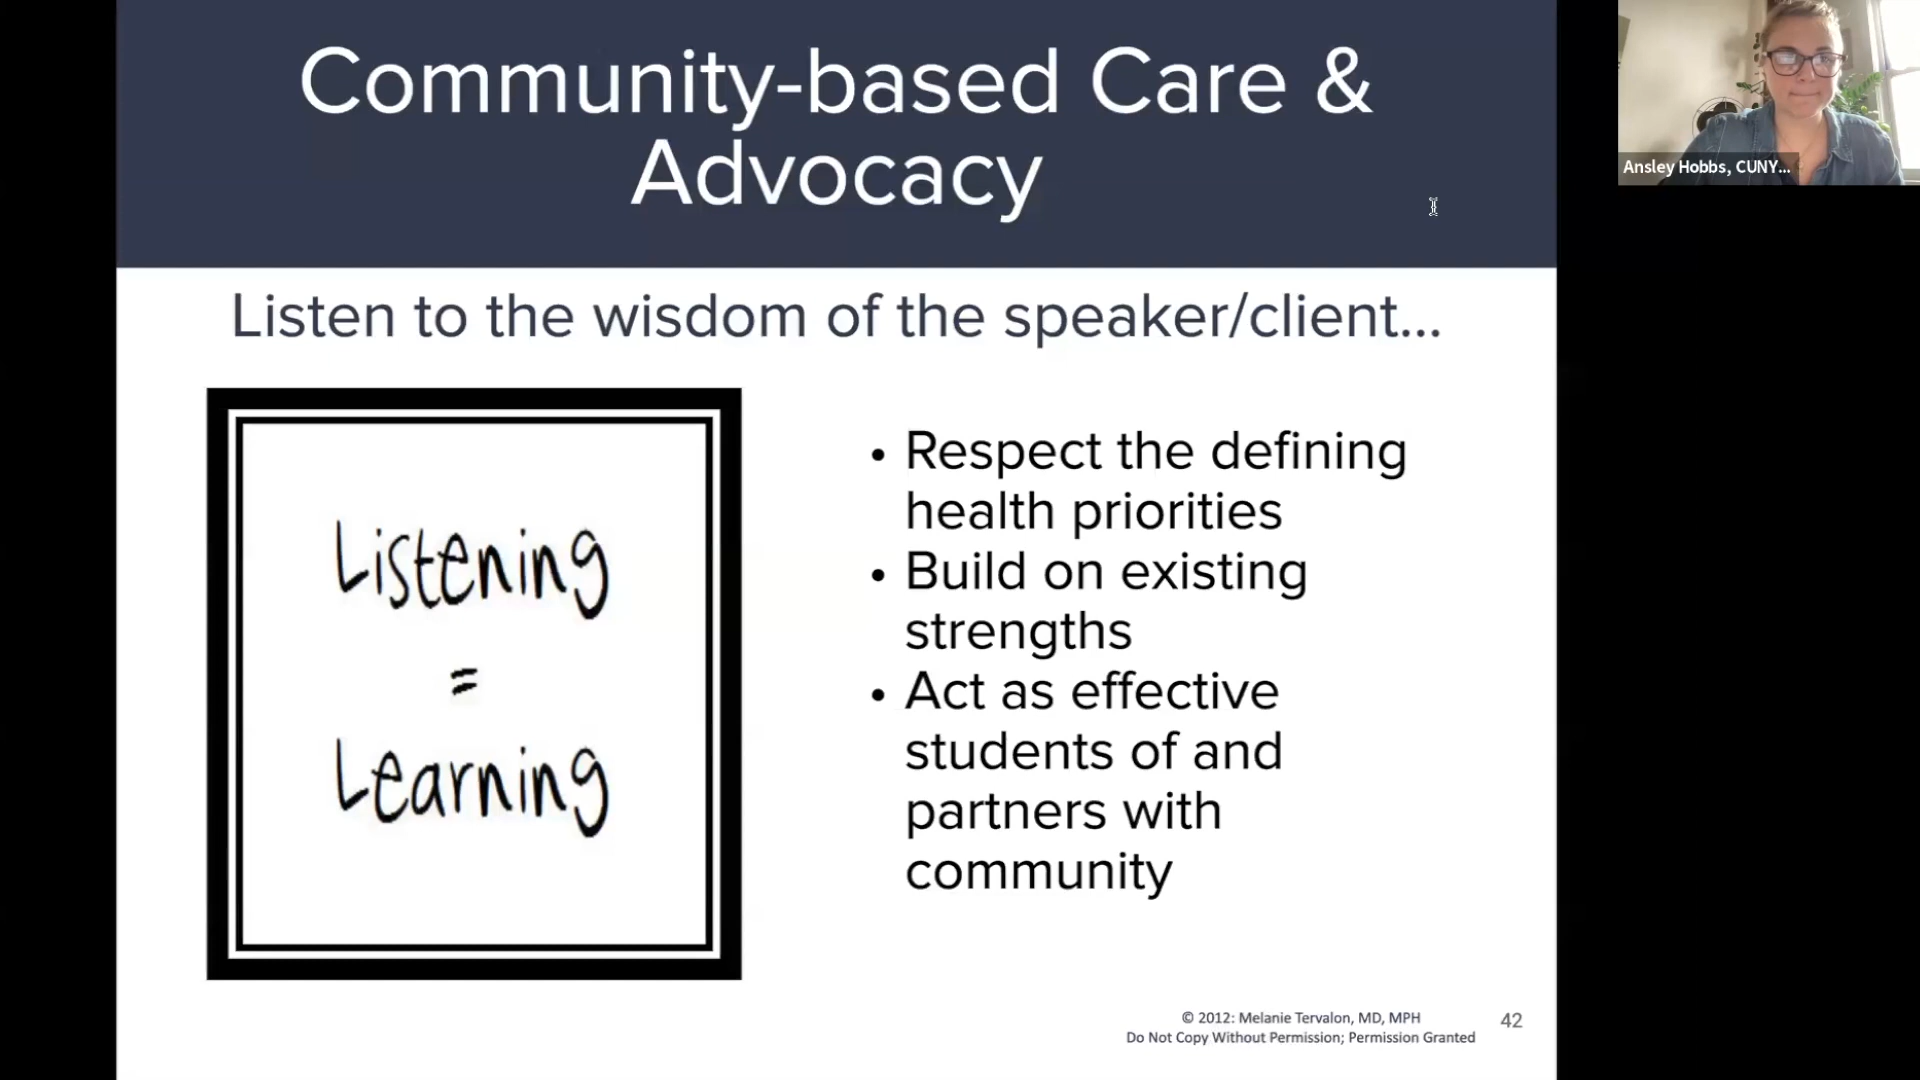 Community-based Care &
Advocacy
Ansley Hobbs, CUNY...
Listen to the wisdom of the speaker/client...
Listening
=
Learning
• Respect the defining
health priorities
• Build on existing
strengths
• Act as effective
students of and
partners with
community
© 2012: Melanie Tervalon, MD, MPH
Do Not Copy Without Permission; Permission Granted
42